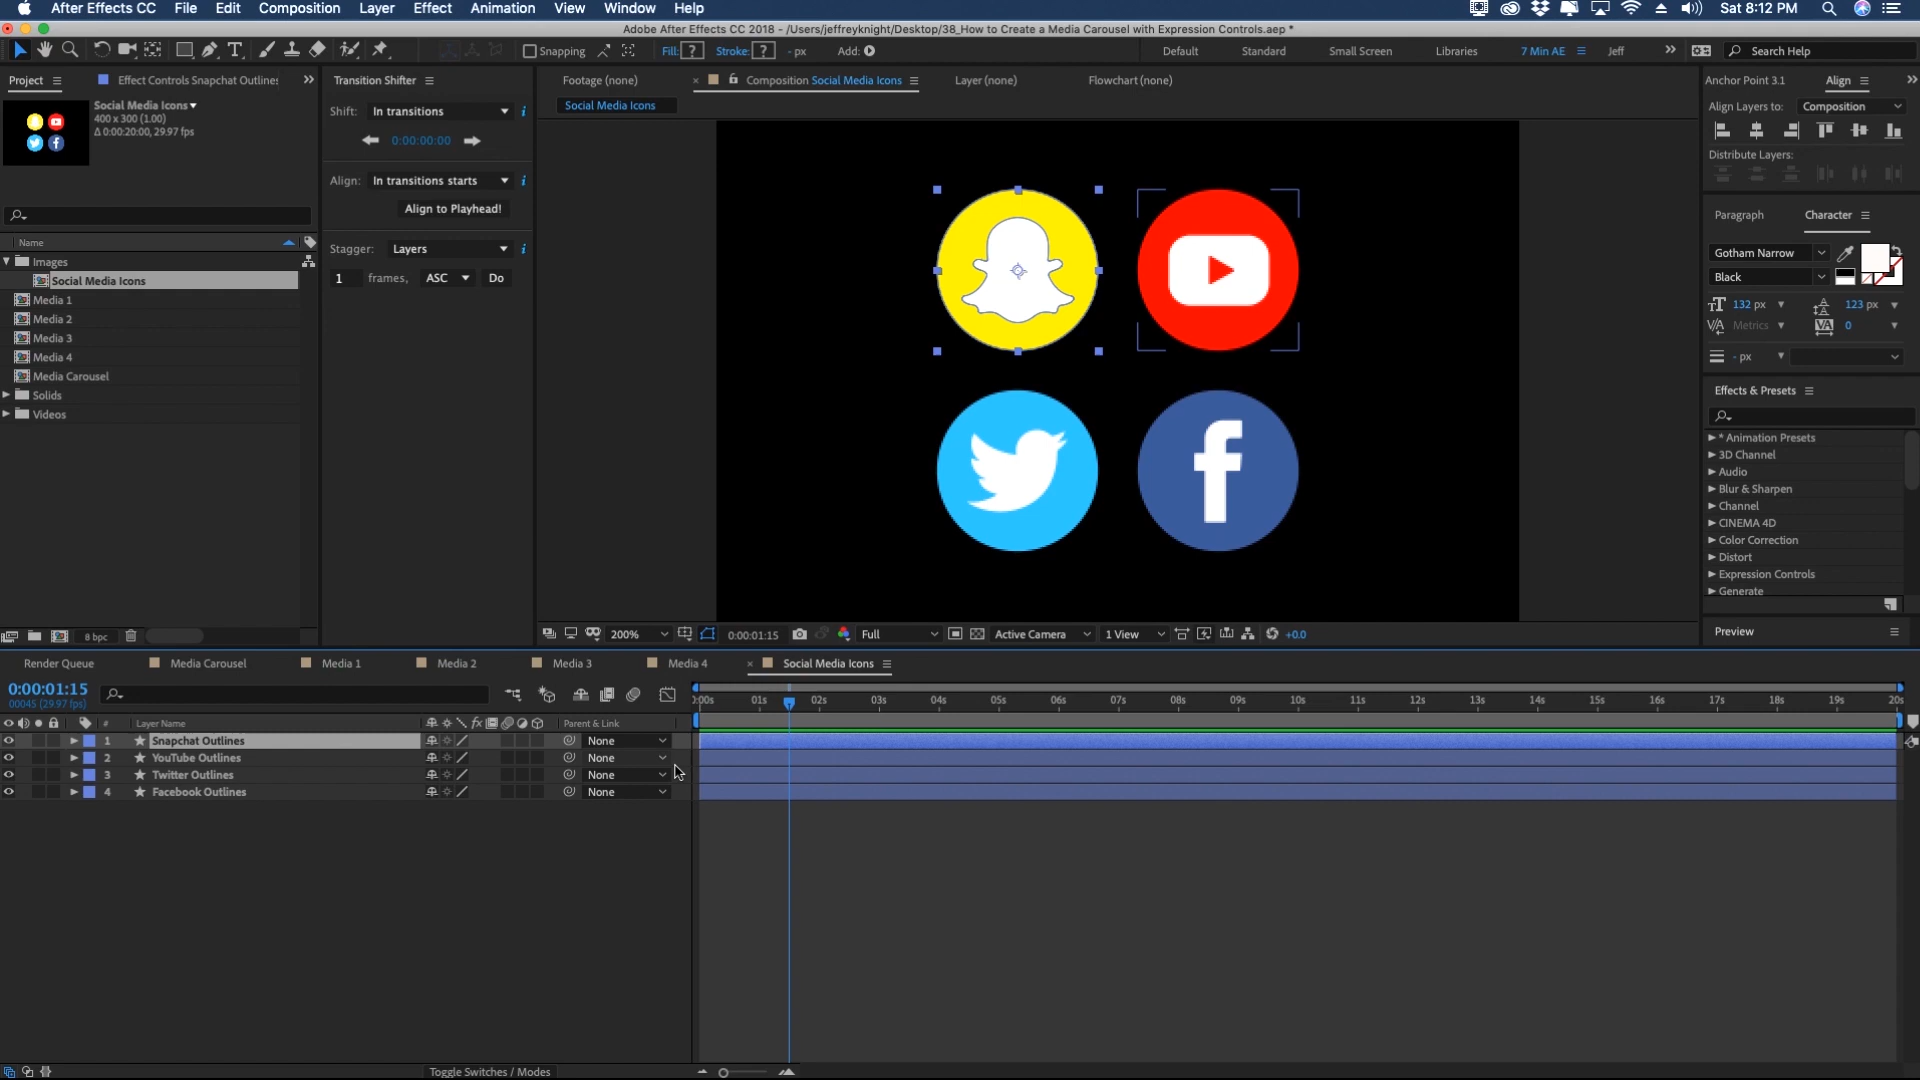 After Effects CC File Edit Composition Layer Effect Animation View Window Help Sat 8:12 PM
Adobe After Effects CC 2018 - /Users/jeffreyknight/Desktop/38_How to Create a Media Carousel with Expression Controls.aep *
Snapping Fill: ? Stroke: ? - px Add: Default Standard Small Screen Libraries 7 Min AE Jeff Search Help
Project Effect Controls Snapchat Outlines
Social Media Icons
400 x 300 (1.00)
Δ 0:00:20:00, 29.97 fps
Name
Images
Social Media Icons
Media 1
Media 2
Media 3
Media 4
Media Carousel
Solids
Videos
8 bpc
Transition Shifter
Shift: In transitions
0:00:00:00
Align: In transitions starts
Align to Playhead!
Stagger: Layers
1 frames, ASC Do
Footage (none) Composition Social Media Icons Layer (none) Flowchart (none)
Social Media Icons
200% 0:00:01:15 Full Active Camera 1 View +0.0
Anchor Point 3.1 Align
Align Layers to: Composition
Distribute Layers:
Paragraph Character
Gotham Narrow
Black
132 px 123 px
Metrics 0
- px
Effects & Presets
* Animation Presets
3D Channel
Audio
Blur & Sharpen
Channel
CINEMA 4D
Color Correction
Distort
Expression Controls
Generate
Preview
Render Queue Media Carousel Media 1 Media 2 Media 3 Media 4 Social Media Icons
0:00:01:15
00045 (29.97 fps)
:00s 01s 02s 03s 04s 05s 06s 07s 08s 09s 10s 11s 12s 13s 14s 15s 16s 17s 18s 19s 20s
# Layer Name fx Parent & Link
1 Snapchat Outlines None
2 YouTube Outlines None
3 Twitter Outlines None
4 Facebook Outlines None
Toggle Switches / Modes